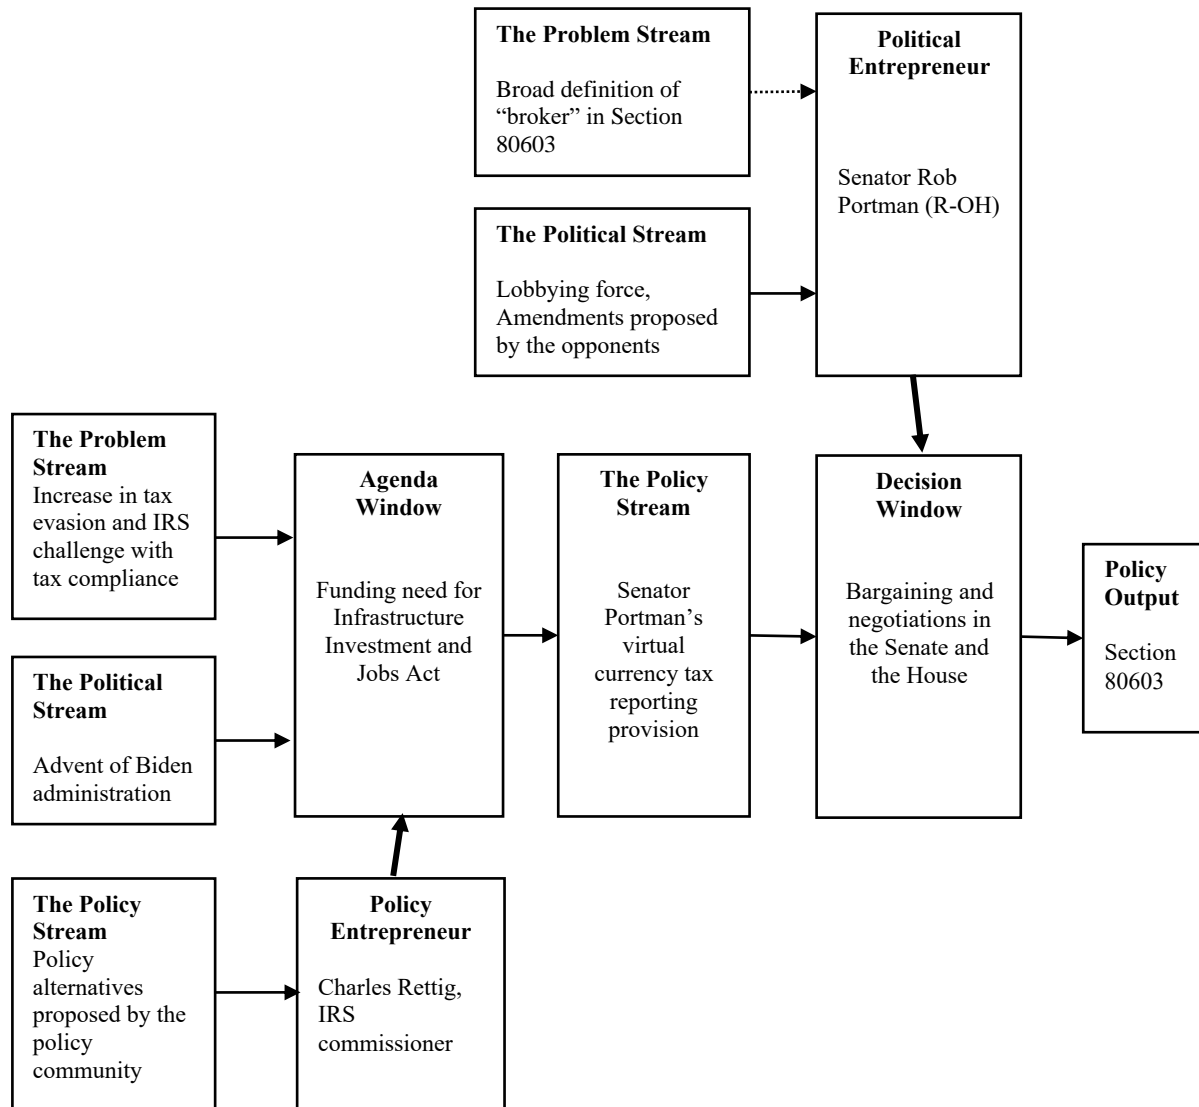 The Problem Stream
Broad definition of
“broker” in Section
80603
Political
Entrepreneur
Senator Rob
Portman (R-OH)
The Political Stream
Lobbying force,
Amendments proposed
by the opponents
The Problem
Stream
Increase in tax
evasion and IRS
challenge with
tax compliance
Agenda
Window
Funding need for
Infrastructure
Investment and
Jobs Act
The Policy
Stream
Senator
Portman’s
virtual
currency tax
reporting
provision
Decision
Window
Bargaining and
negotiations in
the Senate and
the House
Policy
Output
Section
80603
The Political
Stream
Advent of Biden
administration
The Policy
Stream
Policy
alternatives
proposed by the
policy
community
Policy
Entrepreneur
Charles Rettig,
IRS
commissioner